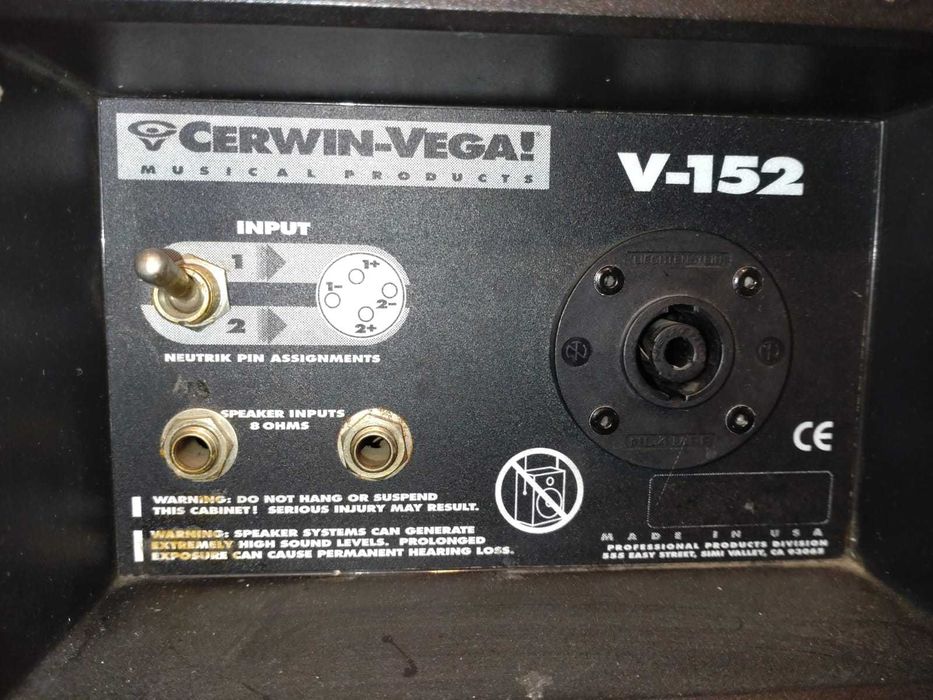 CERWIN-VEGA!
MUSICAL PRODUCTS
V-152
INPUT
1
2
1+
1-
2-
2+
NEUTRIK PIN ASSIGNMENTS
LIECHTENSTEIN
SPEAKER INPUTS
8 OHMS
CE
WARNING: DO NOT HANG OR SUSPEND
THIS CABINET! SERIOUS INJURY MAY RESULT.
WARNING: SPEAKER SYSTEMS CAN GENERATE
EXTREMELY HIGH SOUND LEVELS. PROLONGED
EXPOSURE CAN CAUSE PERMANENT HEARING LOSS.
MADE IN USA
PROFESSIONAL PRODUCTS DIVISION
555 EAST STREET, SIMI VALLEY, CA 93065